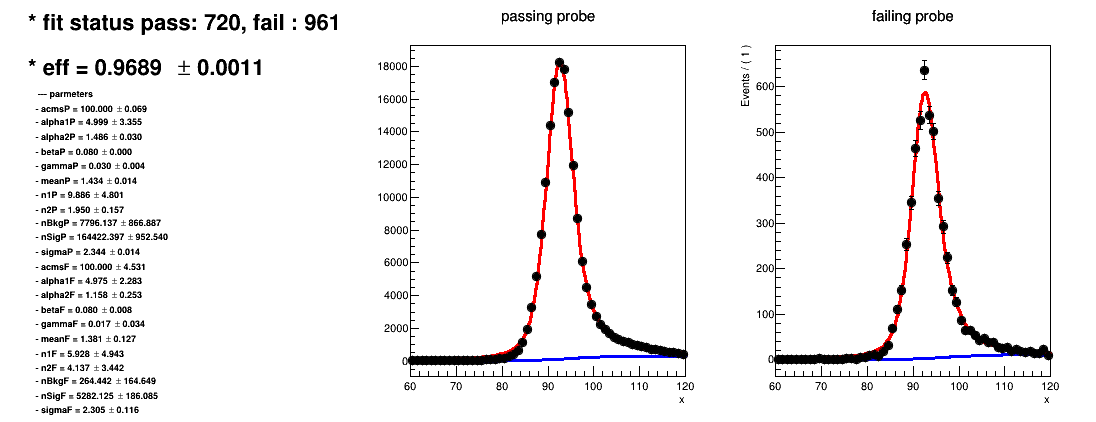 * fit status pass: 720, fail : 961
* eff = 0.9689 ± 0.0011
--- parmeters
- acmsP = 100.000 ± 0.069
- alpha1P = 4.999 ± 3.355
- alpha2P = 1.486 ± 0.030
- betaP = 0.080 ± 0.000
- gammaP = 0.030 ± 0.004
- meanP = 1.434 ± 0.014
- n1P = 9.886 ± 4.801
- n2P = 1.950 ± 0.157
- nBkgP = 7796.137 ± 866.887
- nSigP = 164422.397 ± 952.540
- sigmaP = 2.344 ± 0.014
- acmsF = 100.000 ± 4.531
- alpha1F = 4.975 ± 2.283
- alpha2F = 1.158 ± 0.253
- betaF = 0.080 ± 0.008
- gammaF = 0.017 ± 0.034
- meanF = 1.381 ± 0.127
- n1F = 5.928 ± 4.943
- n2F = 4.137 ± 3.442
- nBkgF = 264.442 ± 164.649
- nSigF = 5282.125 ± 186.085
- sigmaF = 2.305 ± 0.116
passing probe
18000
16000
14000
12000
10000
8000
6000
4000
2000
0
60 70 80 90 100 110 120
x
failing probe
Events / ( 1 )
600
500
400
300
200
100
0
60 70 80 90 100 110 120
x